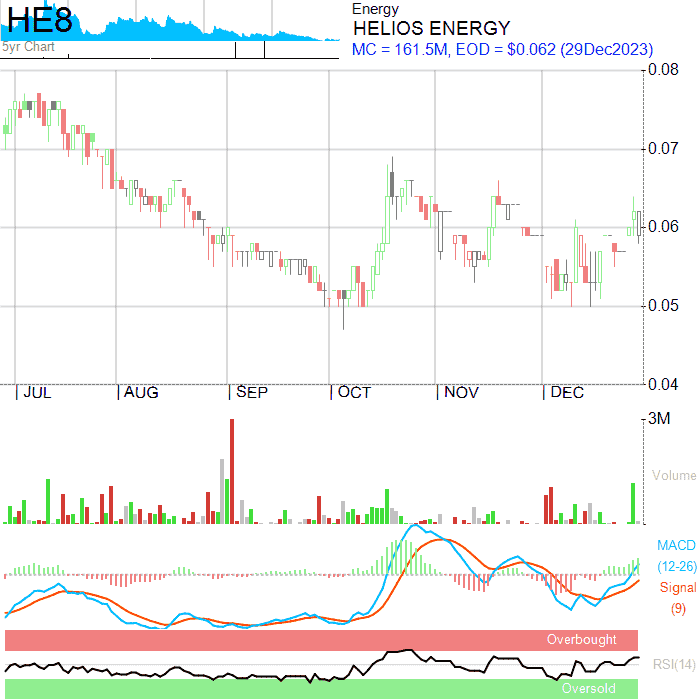 HE8
5yr Chart
Energy
HELIOS ENERGY
MC = 161.5M, EOD = $0.062 (29Dec2023)
0.08
0.07
0.06
0.05
0.04
JUL AUG SEP OCT NOV DEC
3M
Volume
MACD
(12-26)
Signal
(9)
Overbought
RSI(14)
Oversold